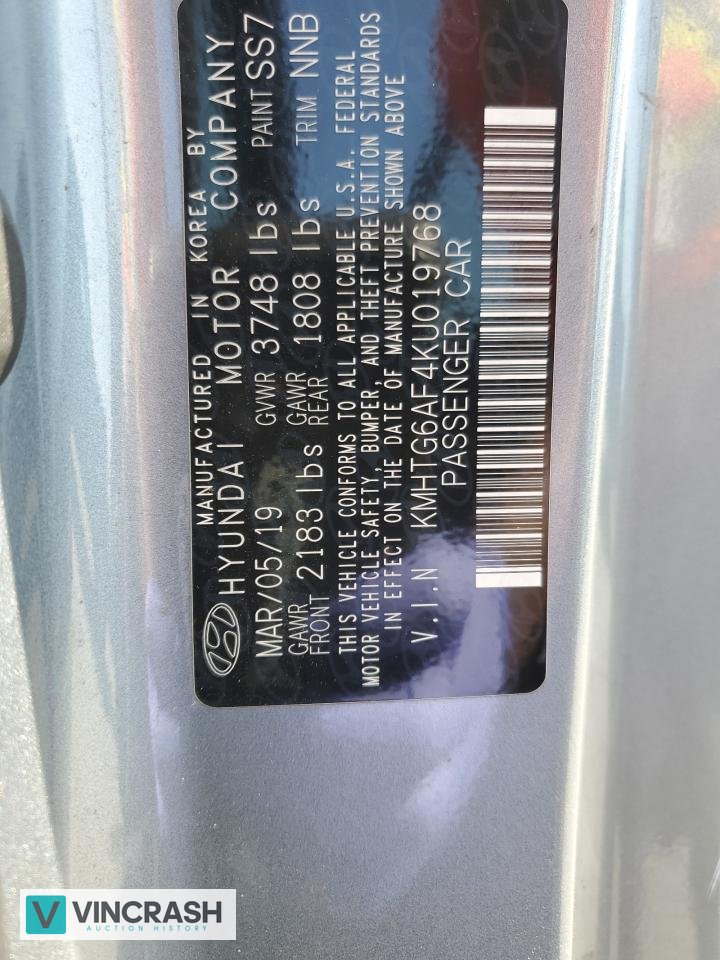 MANUFACTURED IN KOREA BY
HYUNDAI MOTOR COMPANY
MAR/05/19 GVWR 3748 lbs PAINT SS7
GAWR FRONT 2183 lbs GAWR REAR 1808 lbs TRIM NNB
THIS VEHICLE CONFORMS TO ALL APPLICABLE U.S.A. FEDERAL
MOTOR VEHICLE SAFETY, BUMPER, AND THEFT PREVENTION STANDARDS
IN EFFECT ON THE DATE OF MANUFACTURE SHOWN ABOVE
V.I.N KMHTG6AF4KU019768
PASSENGER CAR
V VINCRASH
AUCTION HISTORY